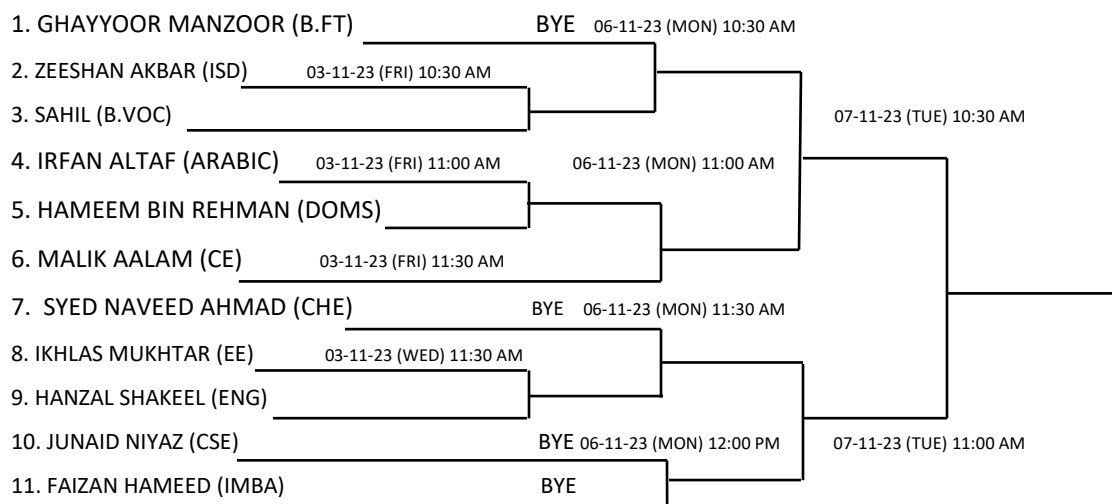 1. GHAYYOOR MANZOOR (B.FT) BYE 06-11-23 (MON) 10:30 AM
2. ZEESHAN AKBAR (ISD) 03-11-23 (FRI) 10:30 AM
3. SAHIL (B.VOC) 07-11-23 (TUE) 10:30 AM
4. IRFAN ALTAF (ARABIC) 03-11-23 (FRI) 11:00 AM 06-11-23 (MON) 11:00 AM
5. HAMEEM BIN REHMAN (DOMS)
6. MALIK AALAM (CE) 03-11-23 (FRI) 11:30 AM
7. SYED NAVEED AHMAD (CHE) BYE 06-11-23 (MON) 11:30 AM
8. IKHLAS MUKHTAR (EE) 03-11-23 (WED) 11:30 AM
9. HANZAL SHAKEEL (ENG)
10. JUNAID NIYAZ (CSE) BYE 06-11-23 (MON) 12:00 PM 07-11-23 (TUE) 11:00 AM
11. FAIZAN HAMEED (IMBA) BYE